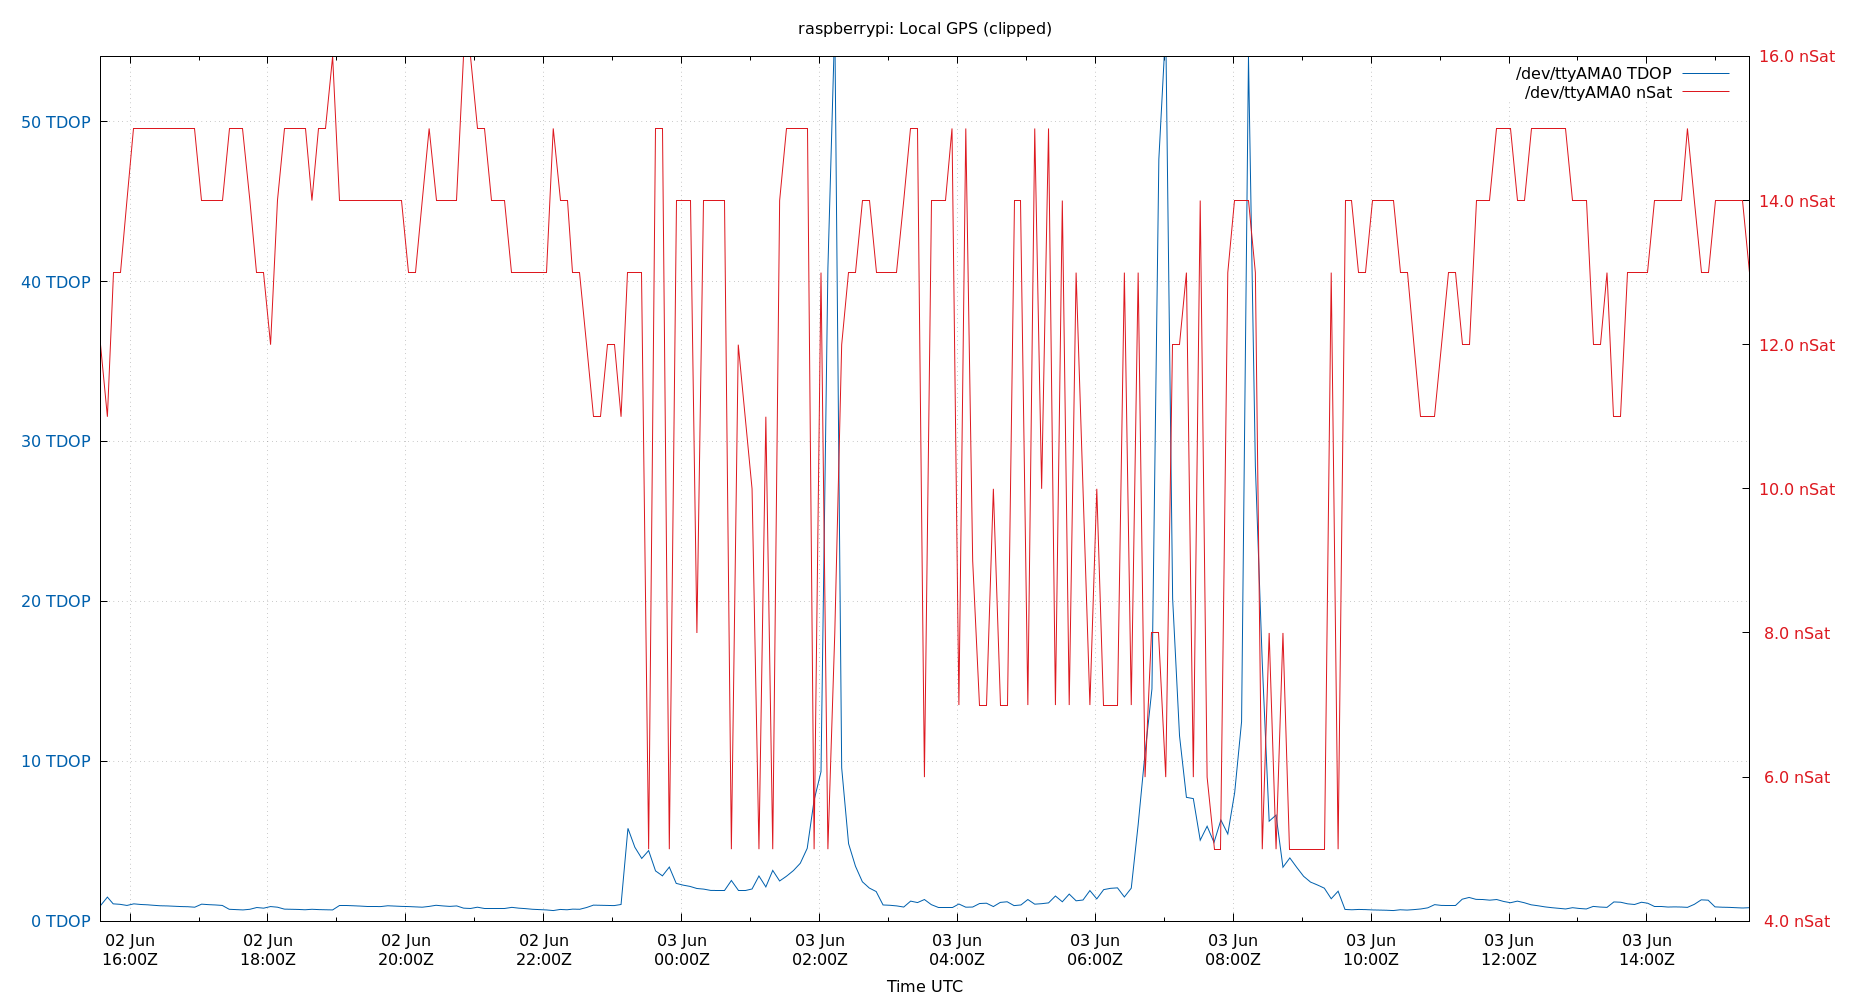 raspberrypi: Local GPS (clipped)
/dev/ttyAMA0 TDOP
/dev/ttyAMA0 nSat
50 TDOP
40 TDOP
30 TDOP
20 TDOP
10 TDOP
0 TDOP
16.0 nSat
14.0 nSat
12.0 nSat
10.0 nSat
8.0 nSat
6.0 nSat
4.0 nSat
02 Jun
16:00Z
02 Jun
18:00Z
02 Jun
20:00Z
02 Jun
22:00Z
03 Jun
00:00Z
03 Jun
02:00Z
03 Jun
04:00Z
03 Jun
06:00Z
03 Jun
08:00Z
03 Jun
10:00Z
03 Jun
12:00Z
03 Jun
14:00Z
Time UTC